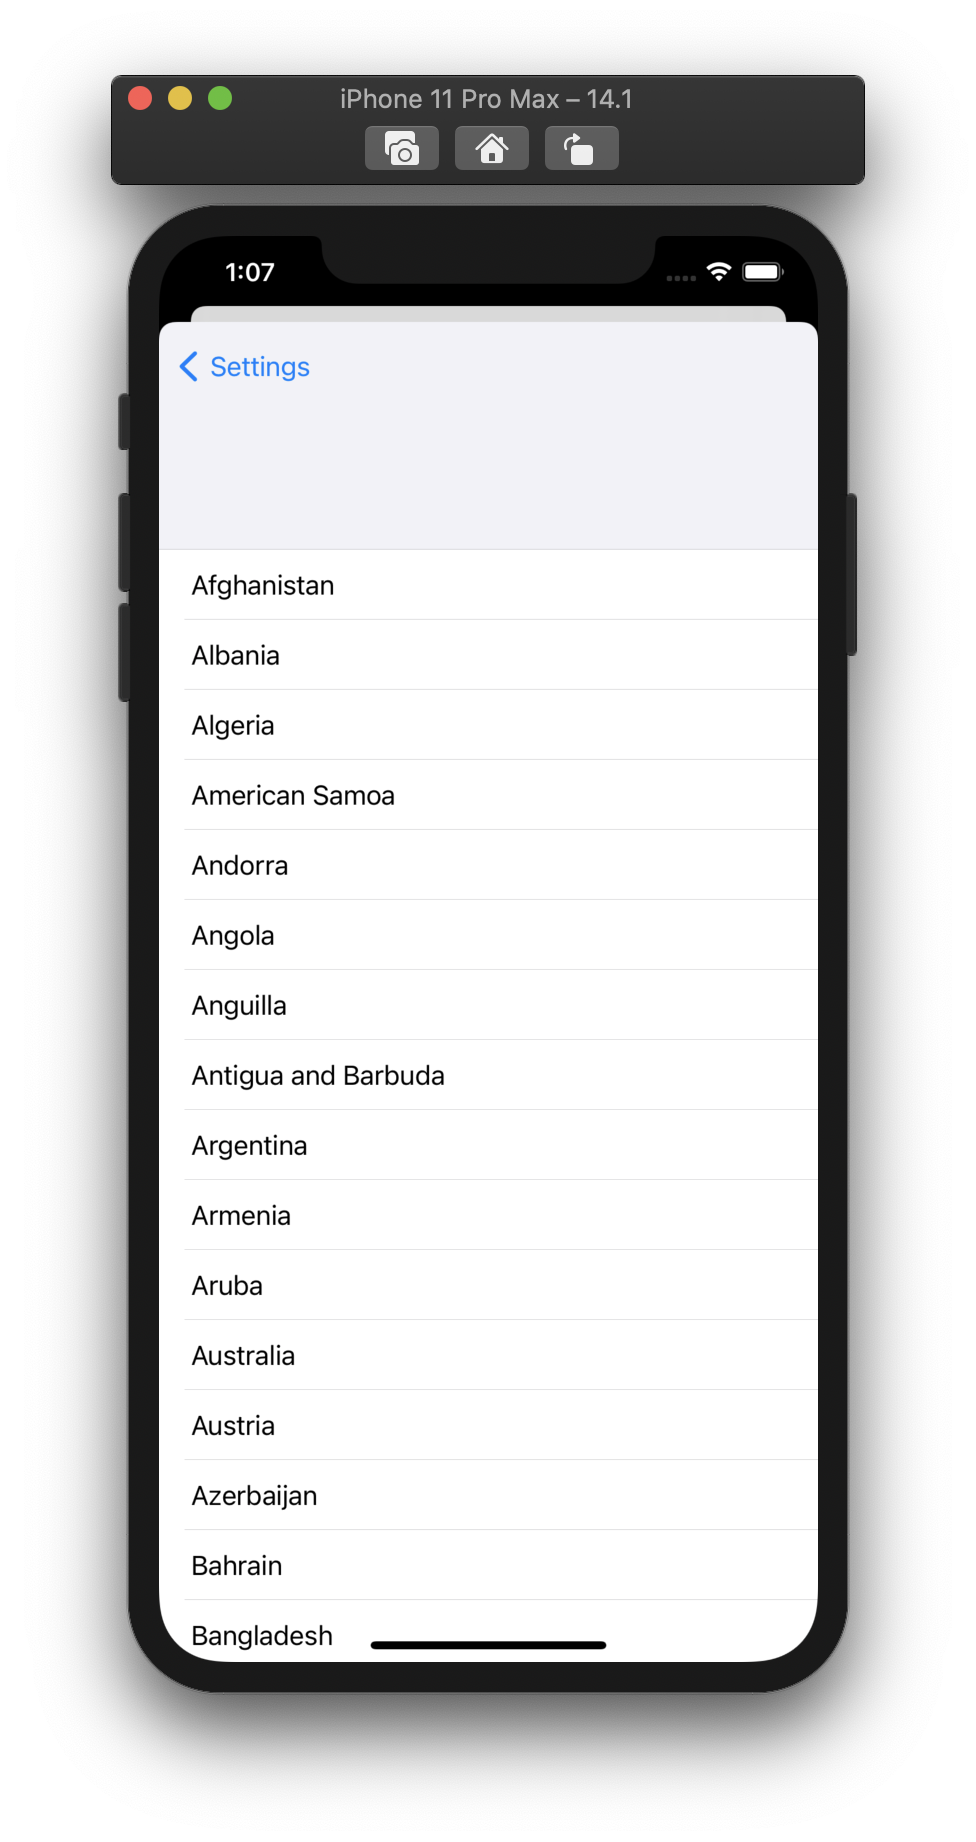 iPhone 11 Pro Max – 14.1
1:07
Settings
Afghanistan
Albania
Algeria
American Samoa
Andorra
Angola
Anguilla
Antigua and Barbuda
Argentina
Armenia
Aruba
Australia
Austria
Azerbaijan
Bahrain
Bangladesh